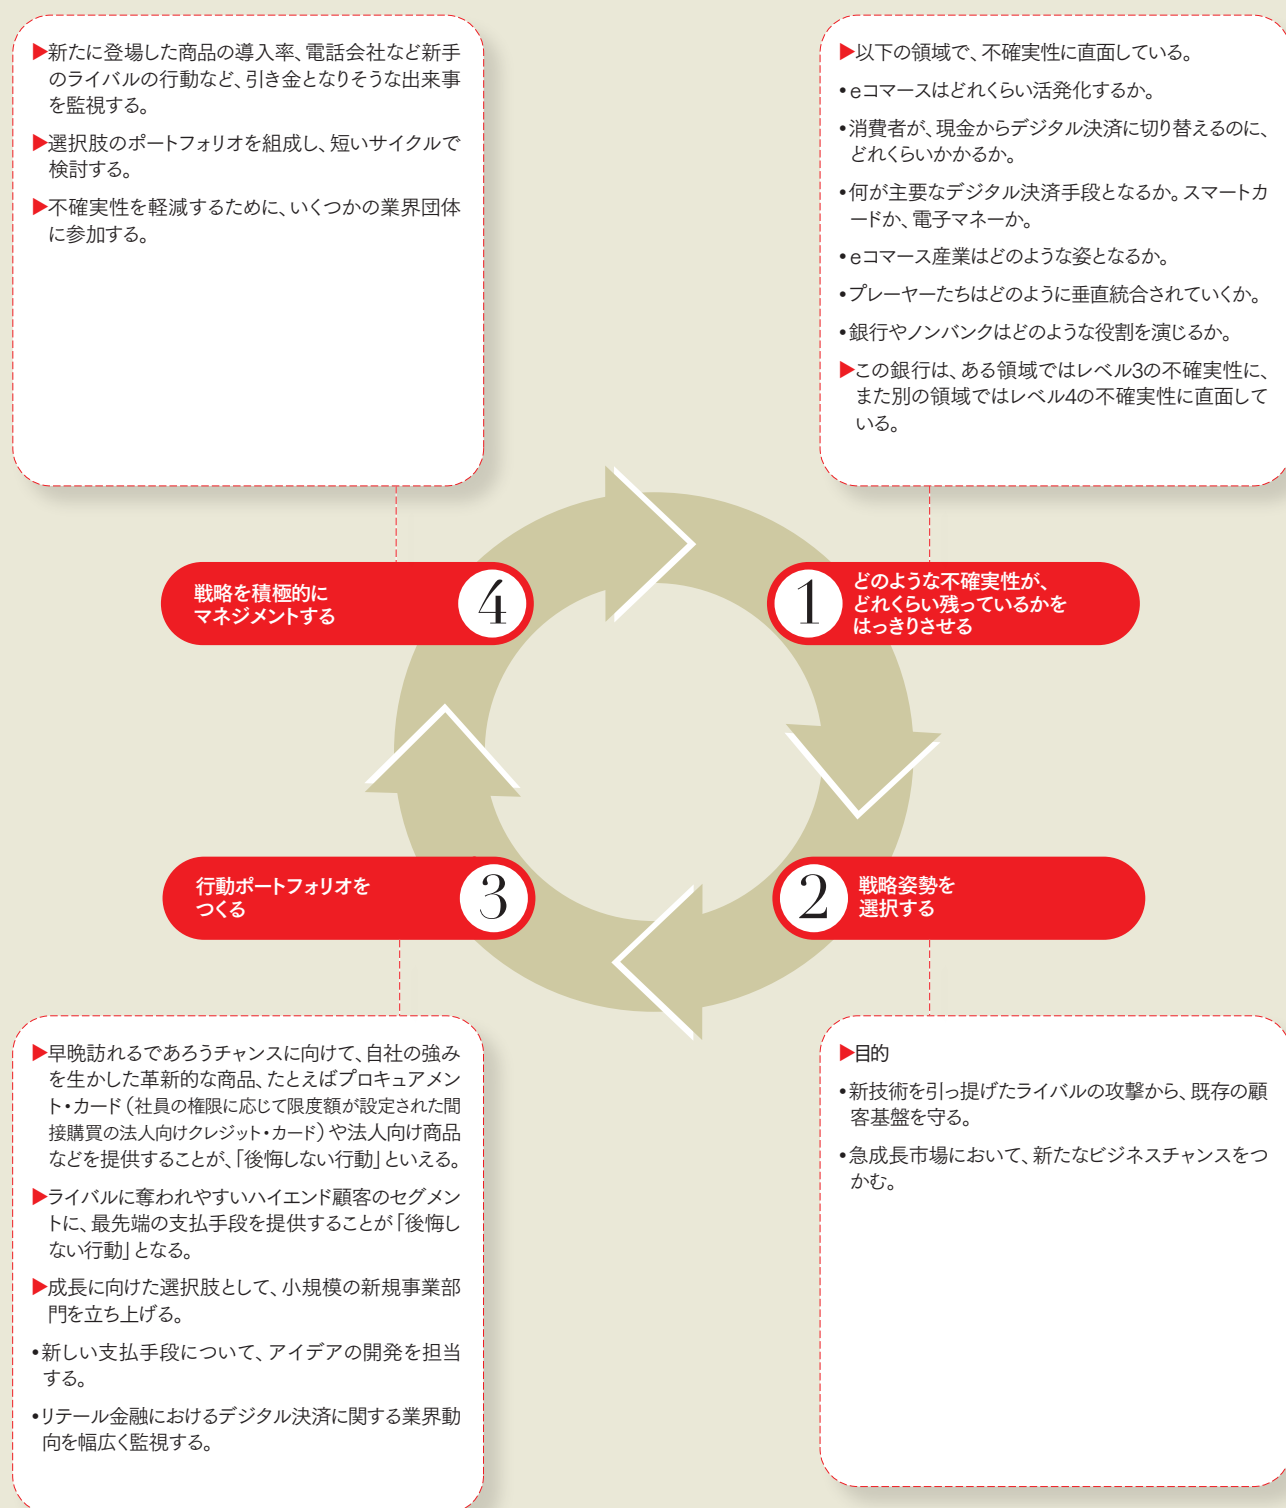 ▶新たに登場した商品の導入率、電話会社など新手
のライバルの行動など、引き金となりそうな出来事
を監視する。
▶選択肢のポートフォリオを組成し、短いサイクルで
検討する。
▶不確実性を軽減するために、いくつかの業界団体
に参加する。
▶以下の領域で、不確実性に直面している。
•eコマースはどれくらい活発化するか。
•消費者が、現金からデジタル決済に切り替えるのに、
どれくらいかかるか。
•何が主要なデジタル決済手段となるか。スマートカ
ードか、電子マネーか。
•eコマース産業はどのような姿となるか。
•プレーヤーたちはどのように垂直統合されていくか。
•銀行やノンバンクはどのような役割を演じるか。
▶この銀行は、ある領域ではレベル3の不確実性に、
また別の領域ではレベル4の不確実性に直面して
いる。
戦略を積極的に
マネジメントする
4
1
どのような不確実性が、
どれくらい残っているかを
はっきりさせる
行動ポートフォリオを
つくる
3
2
戦略姿勢を
選択する
▶早晩訪れるであろうチャンスに向けて、自社の強み
を生かした革新的な商品、たとえばプロキュアメン
ト・カード（社員の権限に応じて限度額が設定された間
接購買の法人向けクレジット・カード）や法人向け商品
などを提供することが、「後悔しない行動」といえる。
▶ライバルに奪われやすいハイエンド顧客のセグメン
トに、最先端の支払手段を提供することが「後悔し
ない行動」となる。
▶成長に向けた選択肢として、小規模の新規事業部
門を立ち上げる。
•新しい支払手段について、アイデアの開発を担当
する。
•リテール金融におけるデジタル決済に関する業界動
向を幅広く監視する。
▶目的
•新技術を引っ提げたライバルの攻撃から、既存の顧
客基盤を守る。
•急成長市場において、新たなビジネスチャンスをつ
かむ。